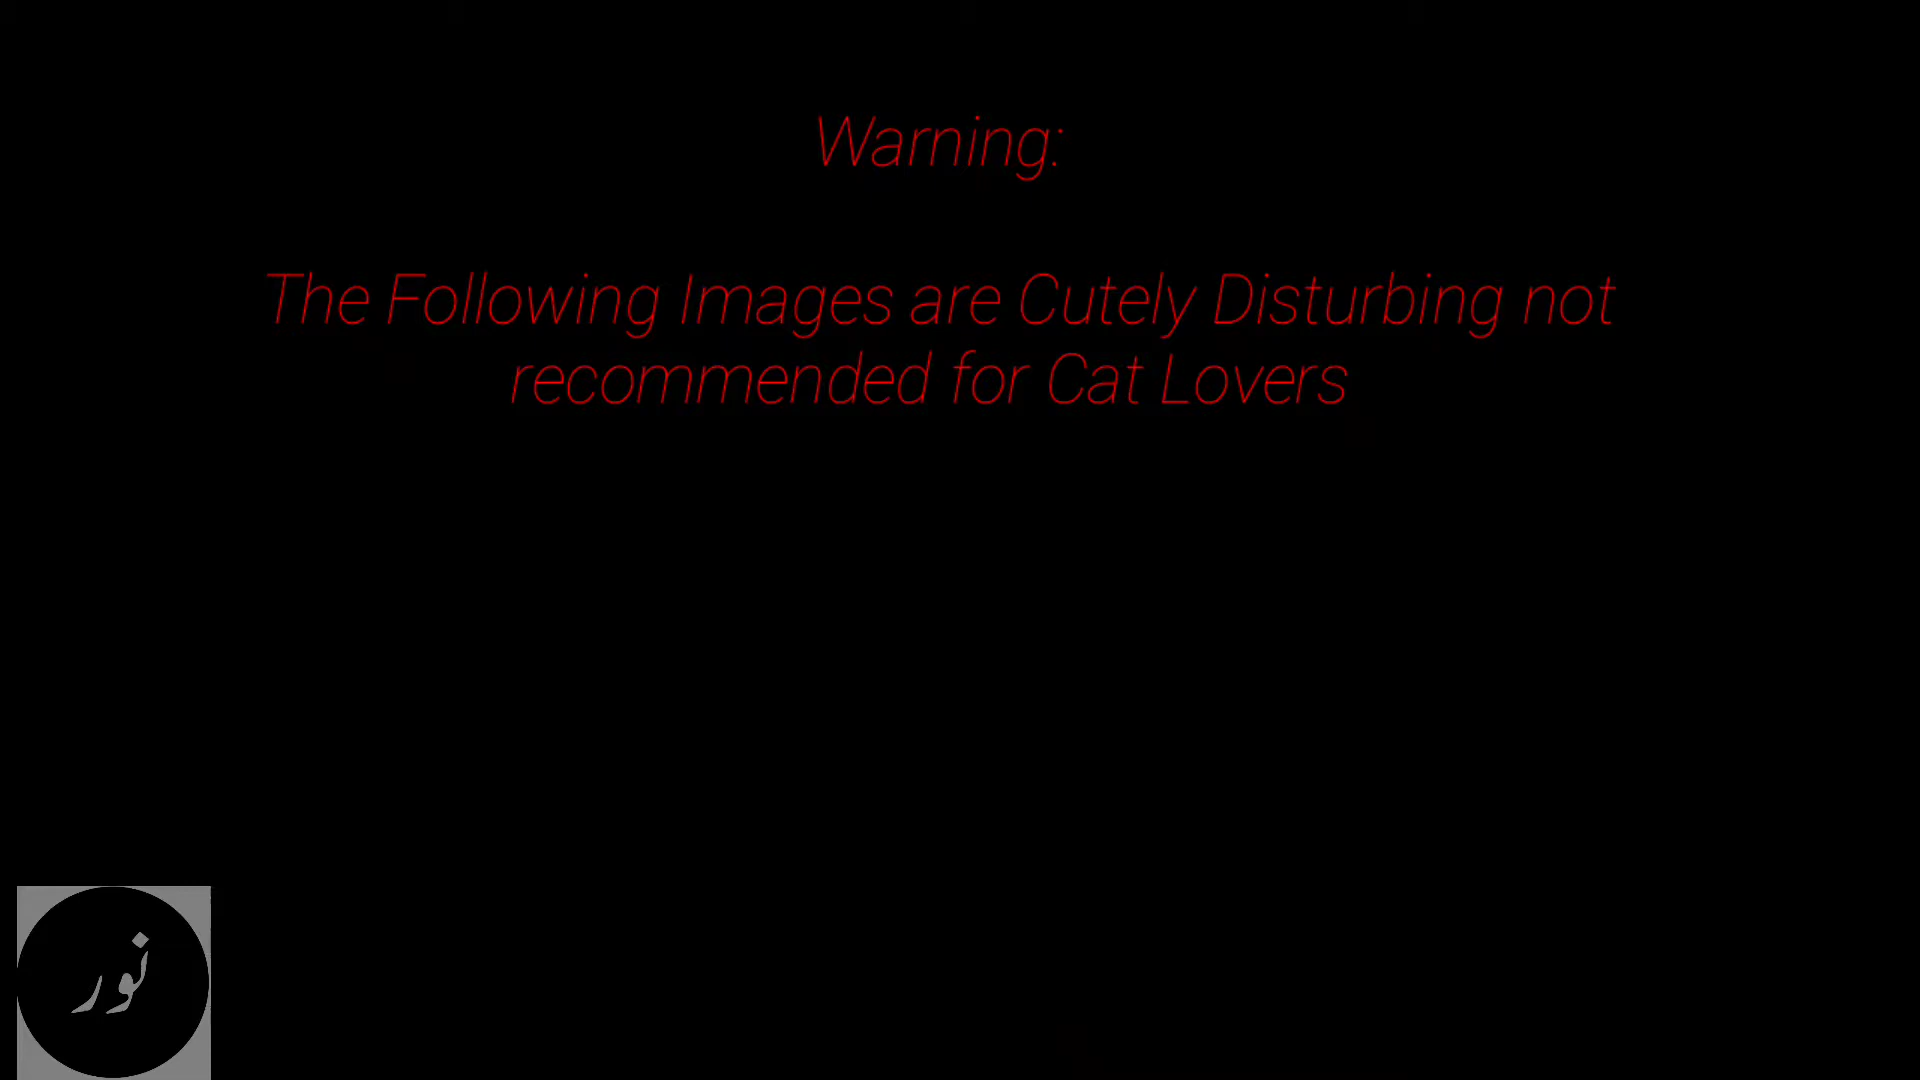 Warning:
The Following Images are Cutely Disturbing not
recommended for Cat Lovers
نور